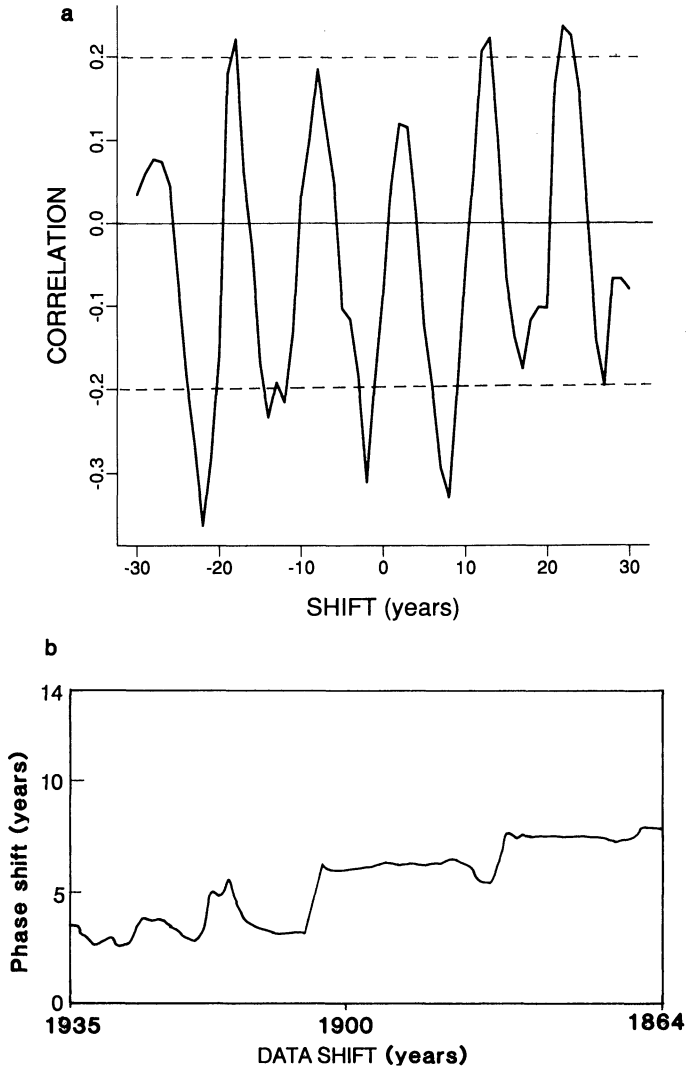 a
0.2
0.1
0.0
-0.1
-0.2
-0.3
CORRELATION
-30 -20 -10 0 10 20 30
SHIFT (years)
b
14
10
5
0
Phase shift (years)
1935 1900 1864
DATA SHIFT (years)